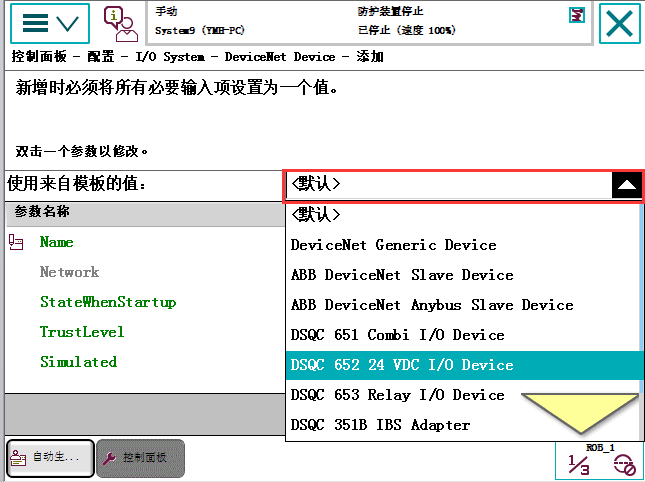 手动
防护装置停止
System9 (YMH-PC)
已停止 (速度 100%)
控制面板 - 配置 - I/O System - DeviceNet Device - 添加
新增时必须将所有必要输入项设置为一个值。
双击一个参数以修改。
使用来自模板的值:
<默认>
参数名称
<默认>
Name
DeviceNet Generic Device
Network
ABB DeviceNet Slave Device
StateWhenStartup
ABB DeviceNet Anybus Slave Device
TrustLevel
DSQC 651 Combi I/O Device
Simulated
DSQC 652 24 VDC I/O Device
DSQC 653 Relay I/O Device
DSQC 351B IBS Adapter
自动生...
控制面板
ROB_1
1/3